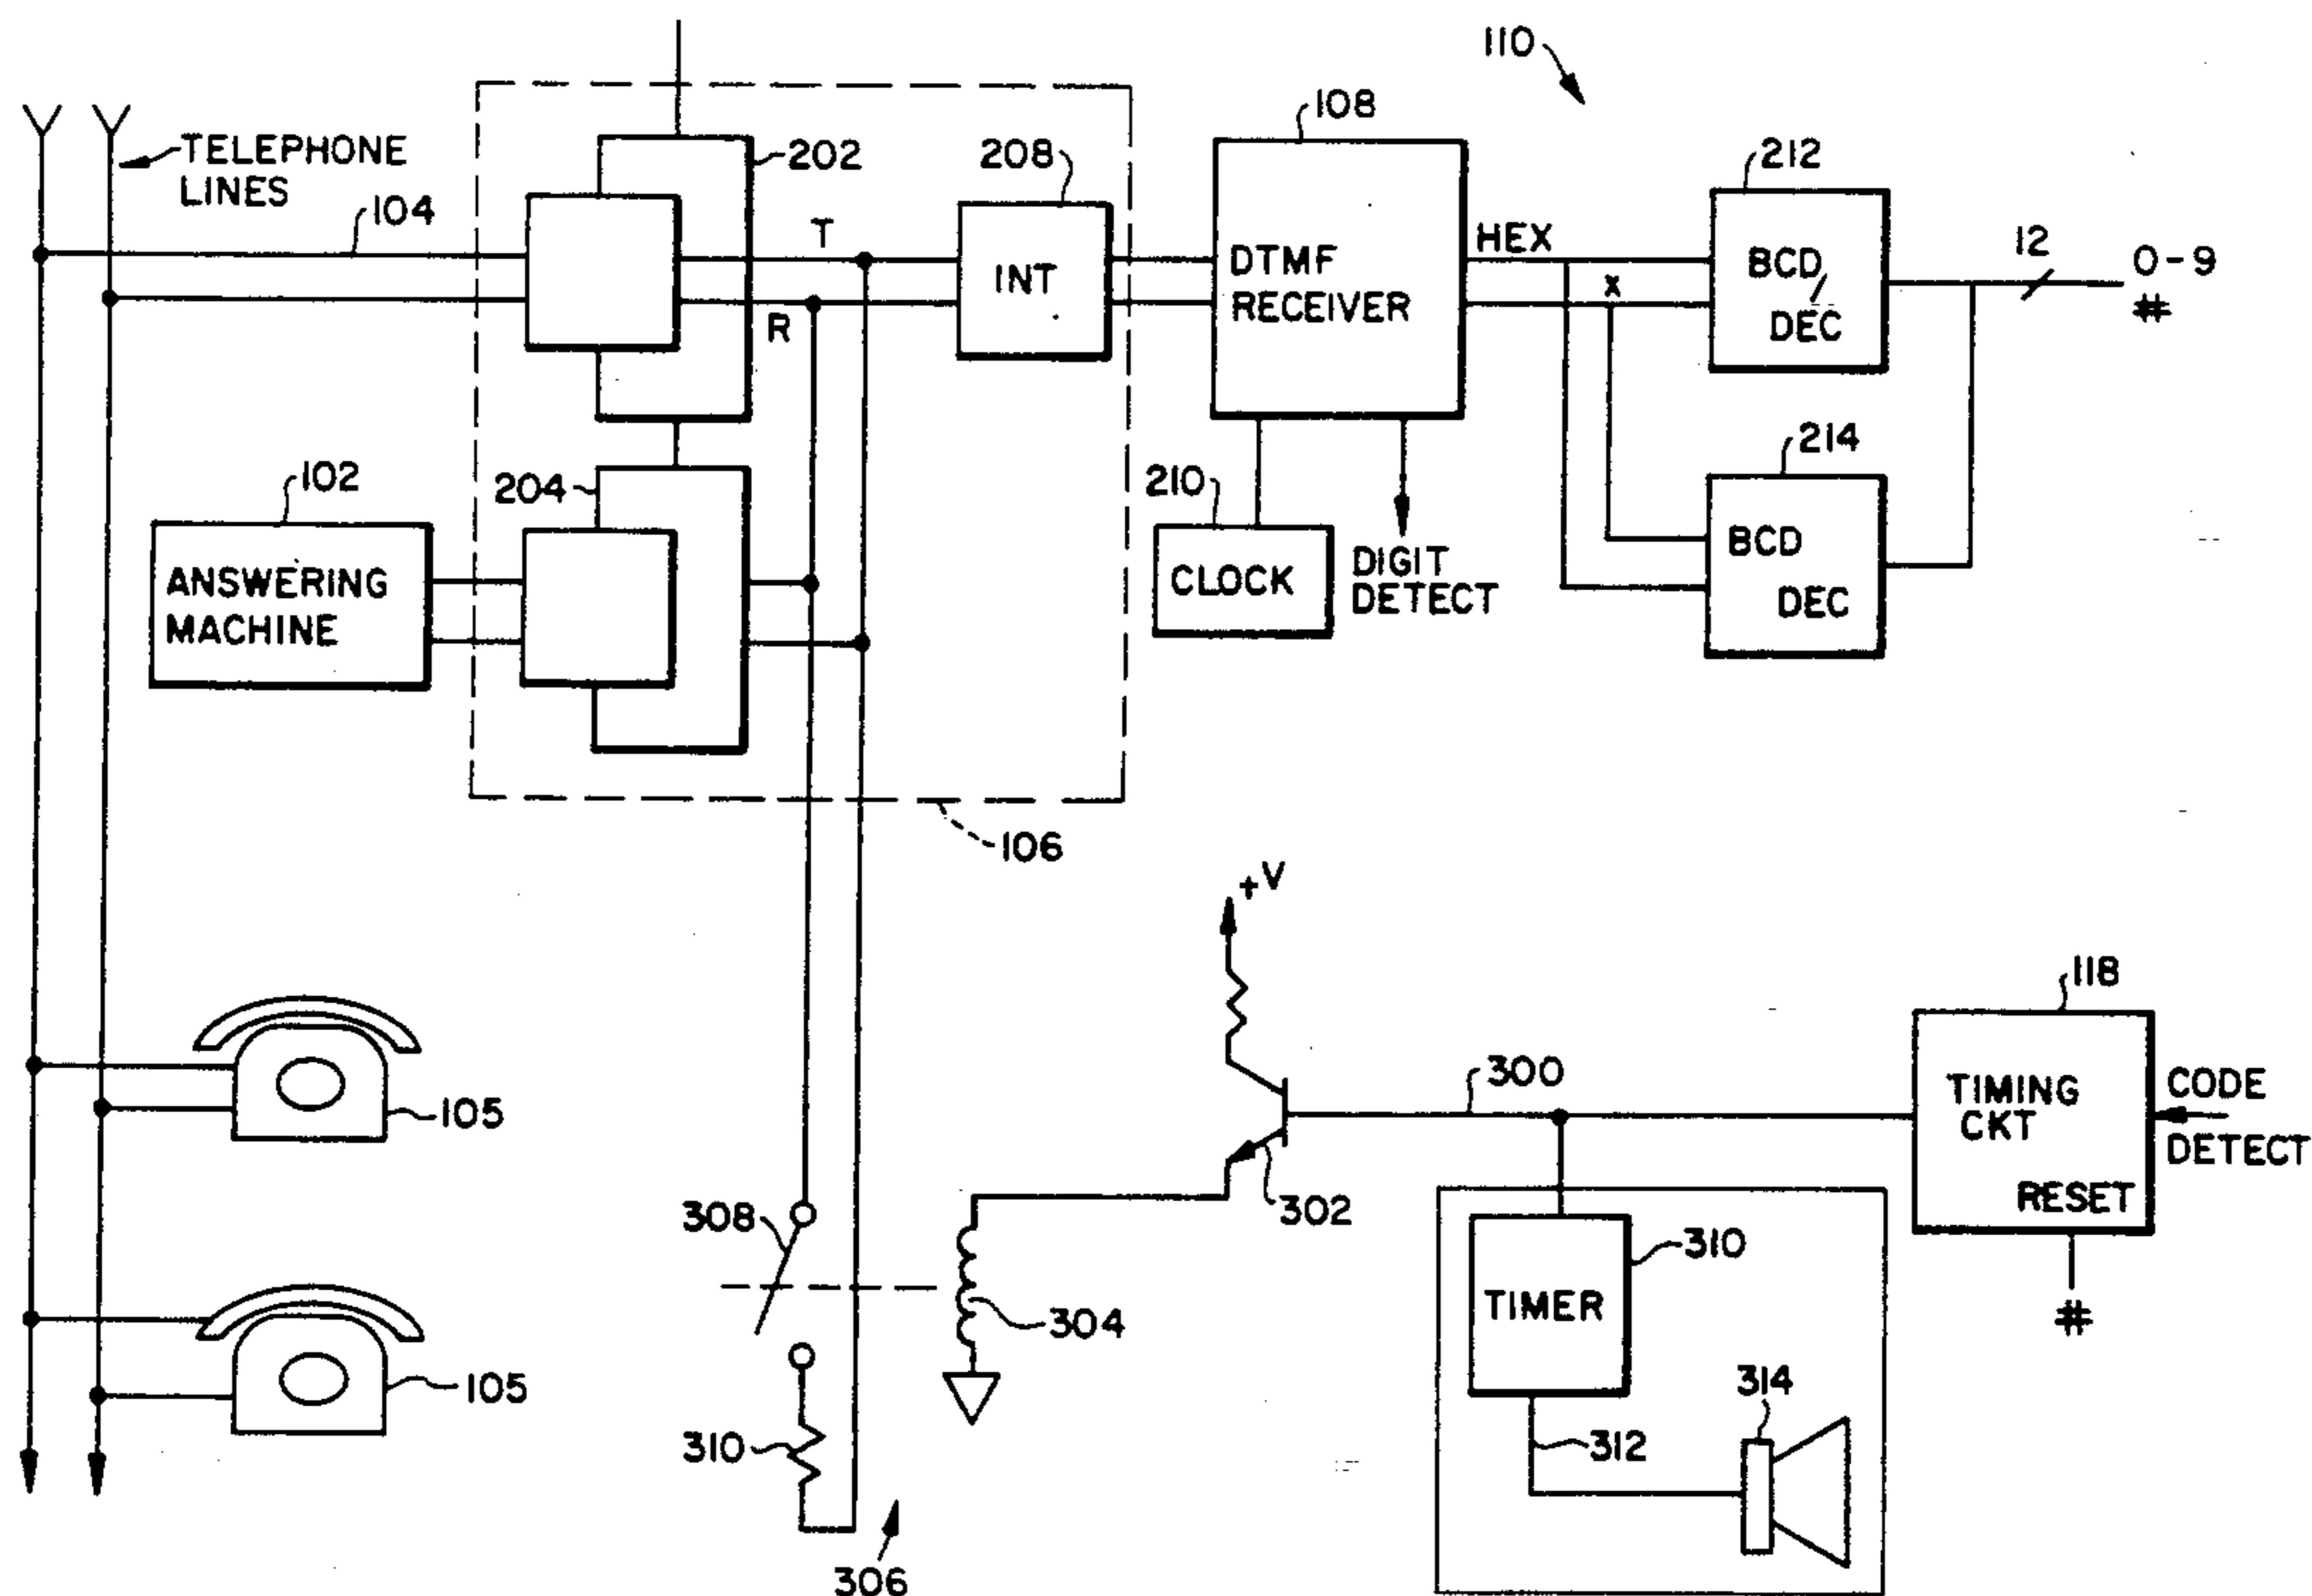 110
108
TELEPHONE
LINES
202
208
212
104
T
HEX
12
0-9
#
INT
DTMF
RECEIVER
x
BCD/
DEC
R
102
204
210
214
ANSWERING
MACHINE
CLOCK
DIGIT
DETECT
BCD
DEC
106
+V
118
105
300
TIMING
CKT
CODE
DETECT
RESET
308
302
310
TIMER
#
304
105
310
312
314
306